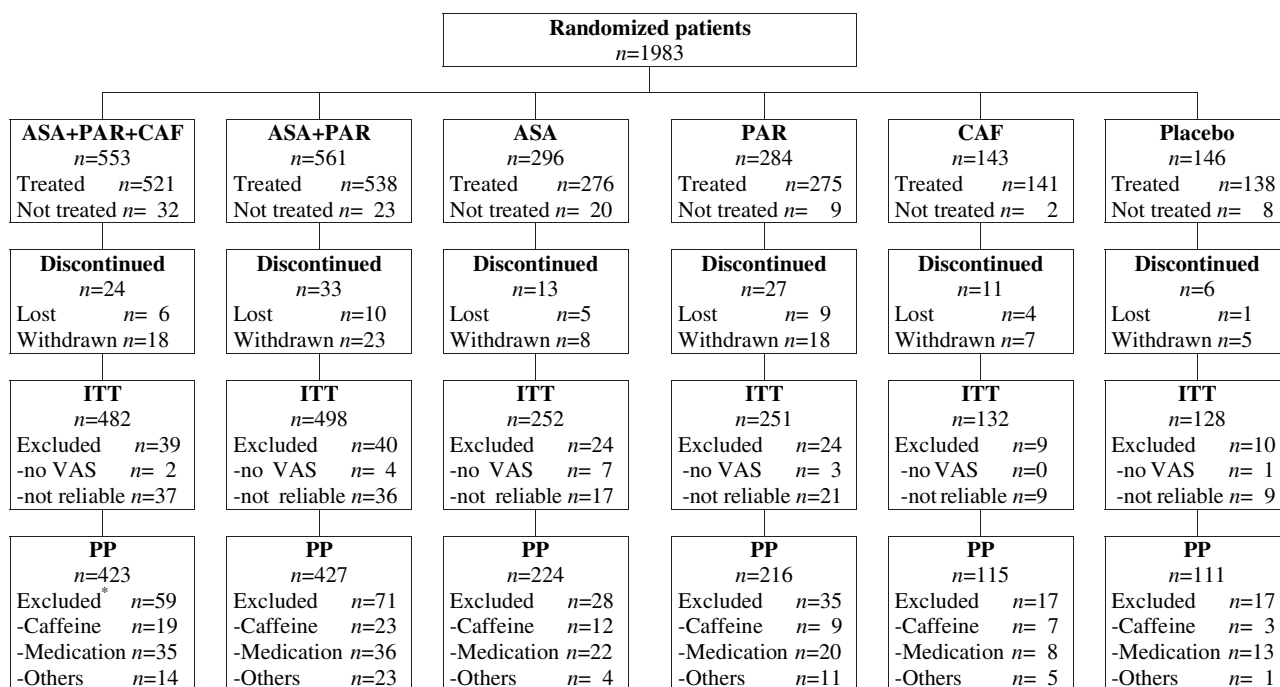 Randomized patients
n=1983
ASA+PAR+CAF
n=553
Treated n=521
Not treated n= 32
ASA+PAR
n=561
Treated n=538
Not treated n= 23
ASA
n=296
Treated n=276
Not treated n= 20
PAR
n=284
Treated n=275
Not treated n= 9
CAF
n=143
Treated n=141
Not treated n= 2
Placebo
n=146
Treated n=138
Not treated n= 8
Discontinued
n=24
Lost n= 6
Withdrawn n=18
Discontinued
n=33
Lost n=10
Withdrawn n=23
Discontinued
n=13
Lost n=5
Withdrawn n=8
Discontinued
n=27
Lost n= 9
Withdrawn n=18
Discontinued
n=11
Lost n=4
Withdrawn n=7
Discontinued
n=6
Lost n=1
Withdrawn n=5
ITT
n=482
Excluded n=39
-no VAS n= 2
-not reliable n=37
ITT
n=498
Excluded n=40
-no VAS n= 4
-not reliable n=36
ITT
n=252
Excluded n=24
-no VAS n= 7
-not reliable n=17
ITT
n=251
Excluded n=24
-no VAS n= 3
-not reliable n=21
ITT
n=132
Excluded n=9
-no VAS n=0
-not reliable n=9
ITT
n=128
Excluded n=10
-no VAS n= 1
-not reliable n= 9
PP
n=423
Excluded* n=59
-Caffeine n=19
-Medication n=35
-Others n=14
PP
n=427
Excluded n=71
-Caffeine n=23
-Medication n=36
-Others n=23
PP
n=224
Excluded n=28
-Caffeine n=12
-Medication n=22
-Others n= 4
PP
n=216
Excluded n=35
-Caffeine n= 9
-Medication n=20
-Others n=11
PP
n=115
Excluded n=17
-Caffeine n= 7
-Medication n= 8
-Others n= 5
PP
n=111
Excluded n=17
-Caffeine n= 3
-Medication n=13
-Others n= 1